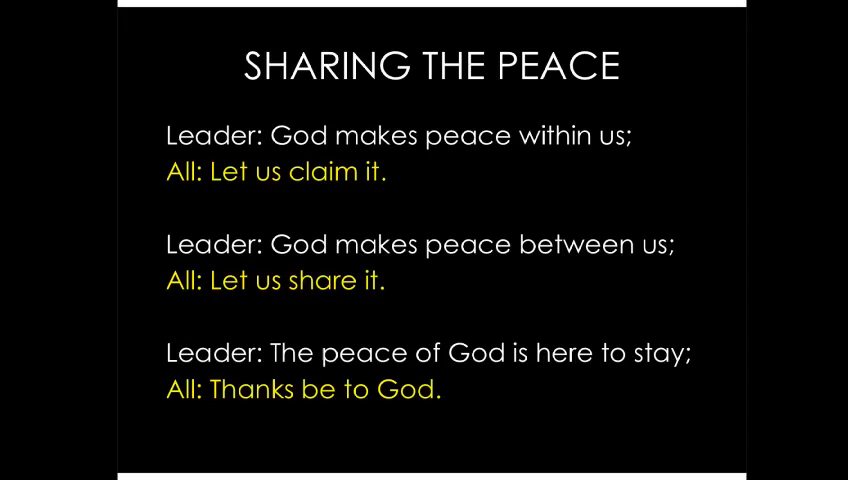 SHARING THE PEACE
Leader: God makes peace within us;
All: Let us claim it.
Leader: God makes peace between us;
All: Let us share it.
Leader: The peace of God is here to stay;
All: Thanks be to God.